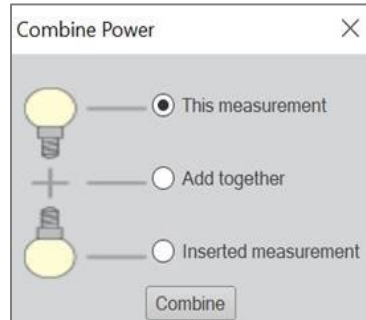 Combine Power
This measurement
Add together
Inserted measurement
Combine